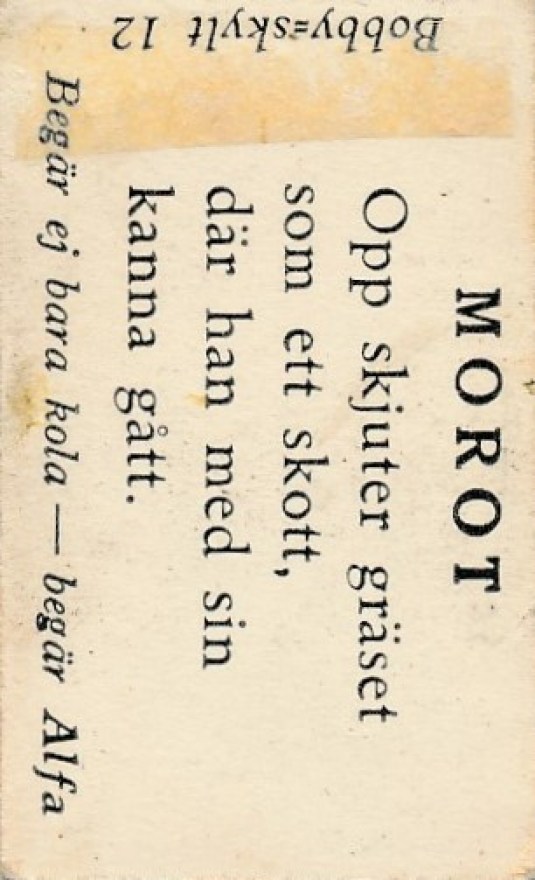 MOROT
Opp skjuter gräset
som ett skott,
där han med sin
kanna gått.
Begär ej bara kola — begär Alfa
Bobby=skylt 12